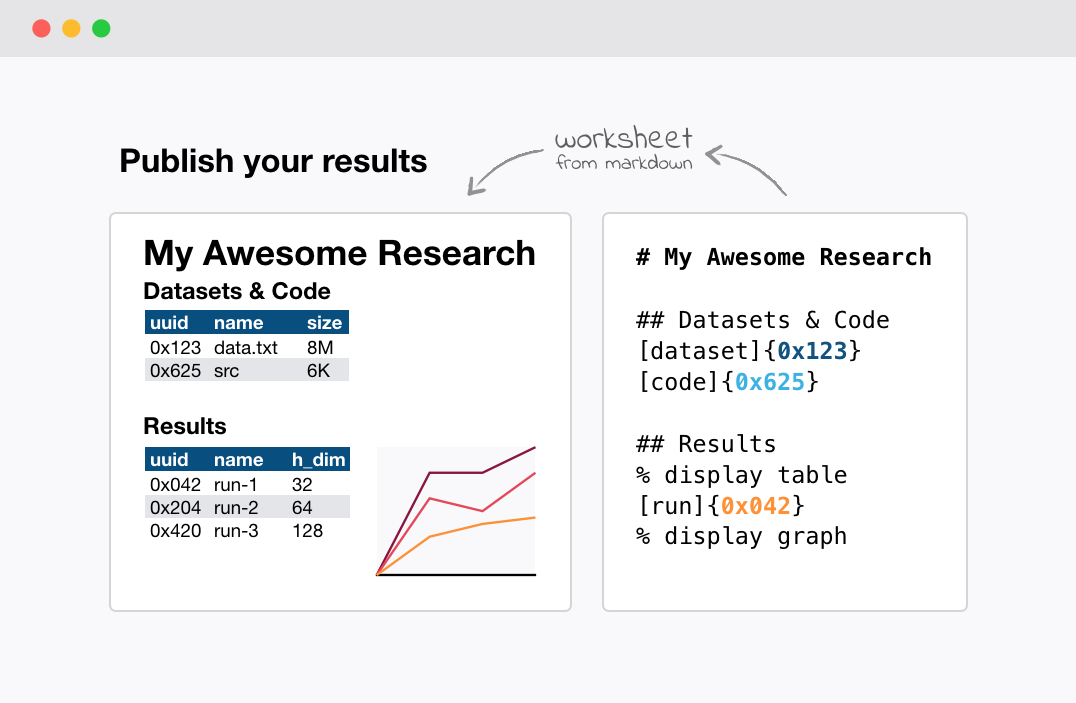 Publish your results
worksheet
from markdown
My Awesome Research
Datasets & Code
uuid name size
0x123 data.txt 8M
0x625 src 6K
Results
uuid name h_dim
0x042 run-1 32
0x204 run-2 64
0x420 run-3 128
# My Awesome Research
## Datasets & Code
[dataset]{0x123}
[code]{0x625}
## Results
% display table
[run]{0x042}
% display graph